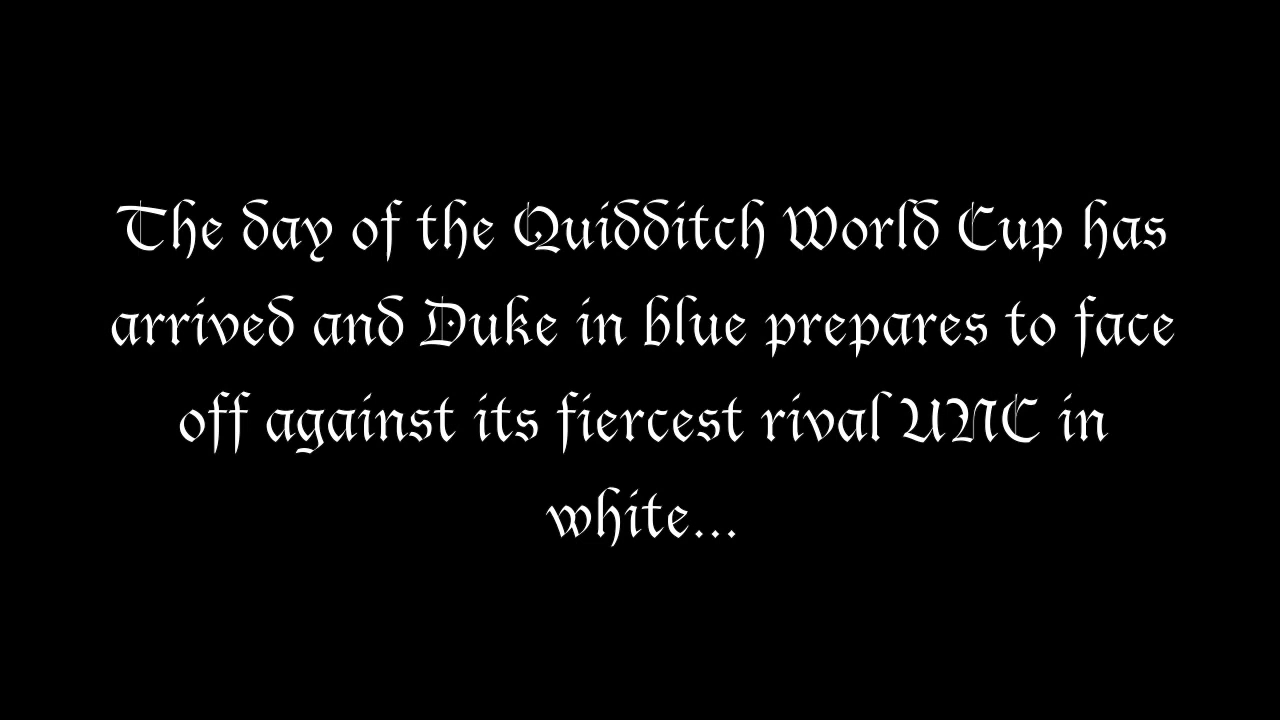 The day of the Quidditch World Cup has
arrived and Duke in blue prepares to face
off against its fiercest rival UNC in
white...